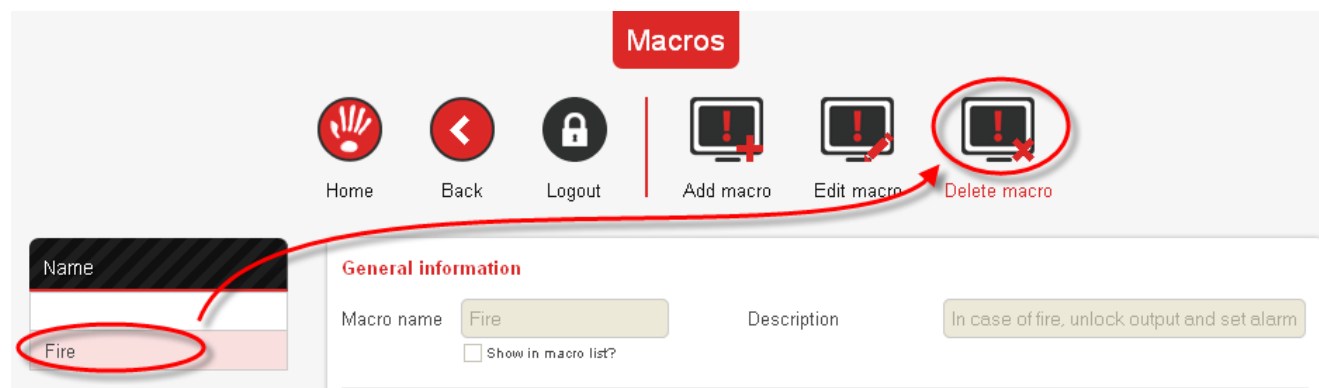 Macros
Home Back Logout Add macro Edit macro Delete macro
Name
Fire
General information
Macro name Fire Description In case of fire, unlock output and set alarm
Show in macro list?